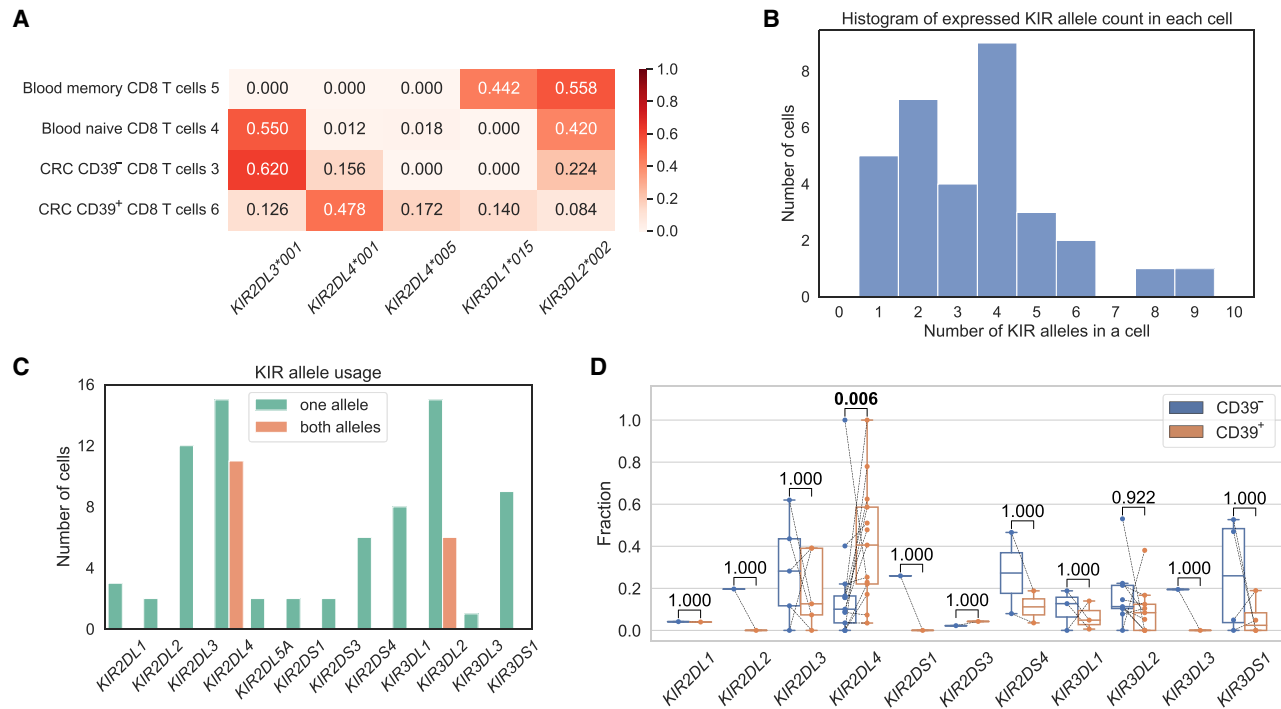 A
Blood memory CD8 T cells 5
0.000 0.000 0.000 0.442 0.558
Blood naive CD8 T cells 4
0.550 0.012 0.018 0.000 0.420
CRC CD39⁻ CD8 T cells 3
0.620 0.156 0.000 0.000 0.224
CRC CD39⁺ CD8 T cells 6
0.126 0.478 0.172 0.140 0.084
KIR2DL3*001
KIR2DL4*001
KIR2DL4*005
KIR3DL1*015
KIR3DL2*002
1.0
0.8
0.6
0.4
0.2
0.0
B
Histogram of expressed KIR allele count in each cell
Number of cells
8
6
4
2
0
0 1 2 3 4 5 6 7 8 9 10
Number of KIR alleles in a cell
C
KIR allele usage
one allele
both alleles
Number of cells
16
12
8
4
0
KIR2DL1
KIR2DL2
KIR2DL3
KIR2DL4
KIR2DL5A
KIR2DS1
KIR2DS3
KIR2DS4
KIR3DL1
KIR3DL2
KIR3DL3
KIR3DS1
D
CD39⁻
CD39⁺
Fraction
1.0
0.8
0.6
0.4
0.2
0.0
1.000
1.000
1.000
0.006
1.000
1.000
1.000
1.000
0.922
1.000
1.000
KIR2DL1
KIR2DL2
KIR2DL3
KIR2DL4
KIR2DS1
KIR2DS3
KIR2DS4
KIR3DL1
KIR3DL2
KIR3DL3
KIR3DS1